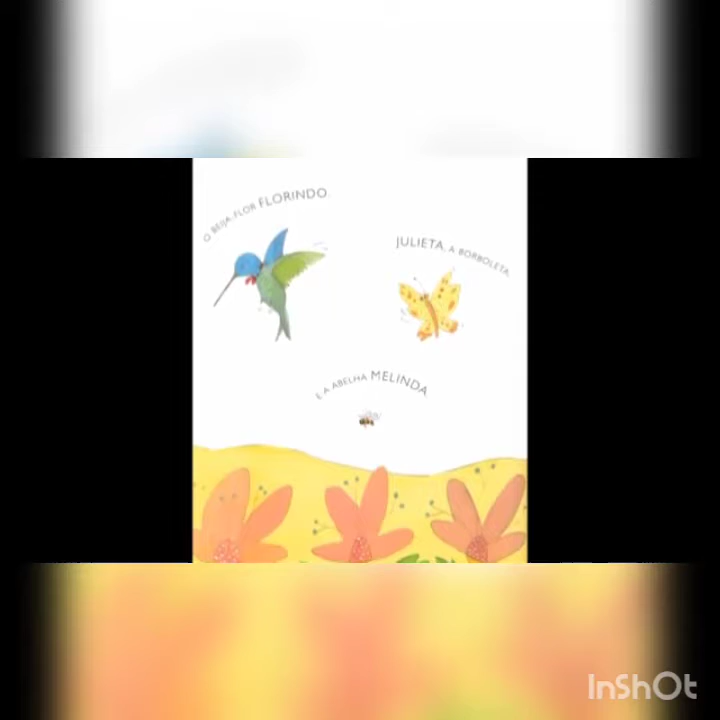 O BEIJA-FLOR FLORINDO,
JULIETA, A BORBOLETA,
E A ABELHA MELINDA
InShOt